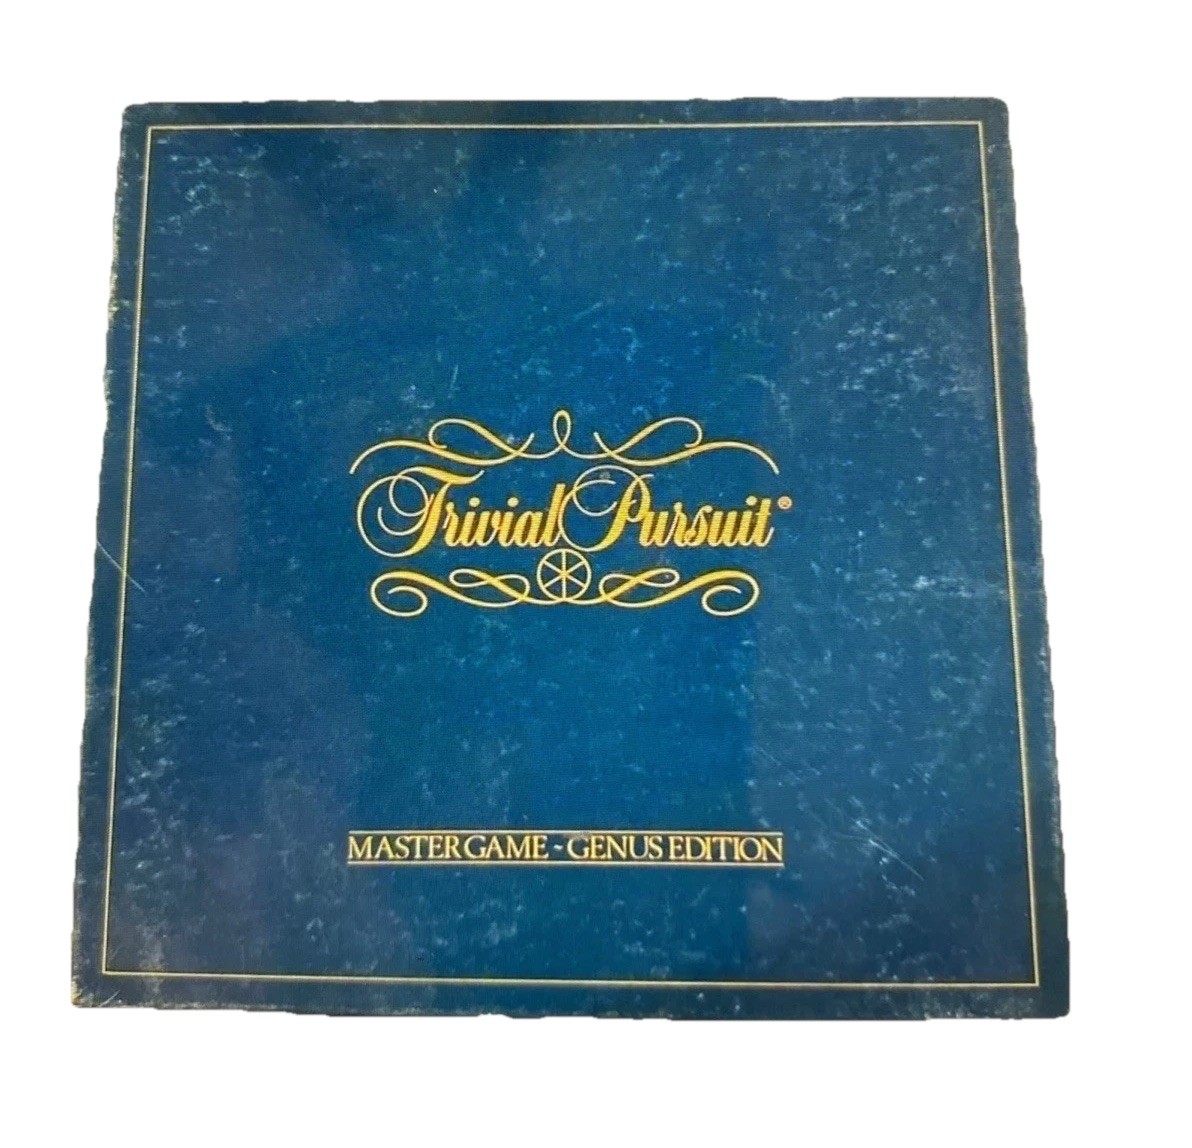 Trivial Pursuit®
MASTER GAME ~ GENUS EDITION